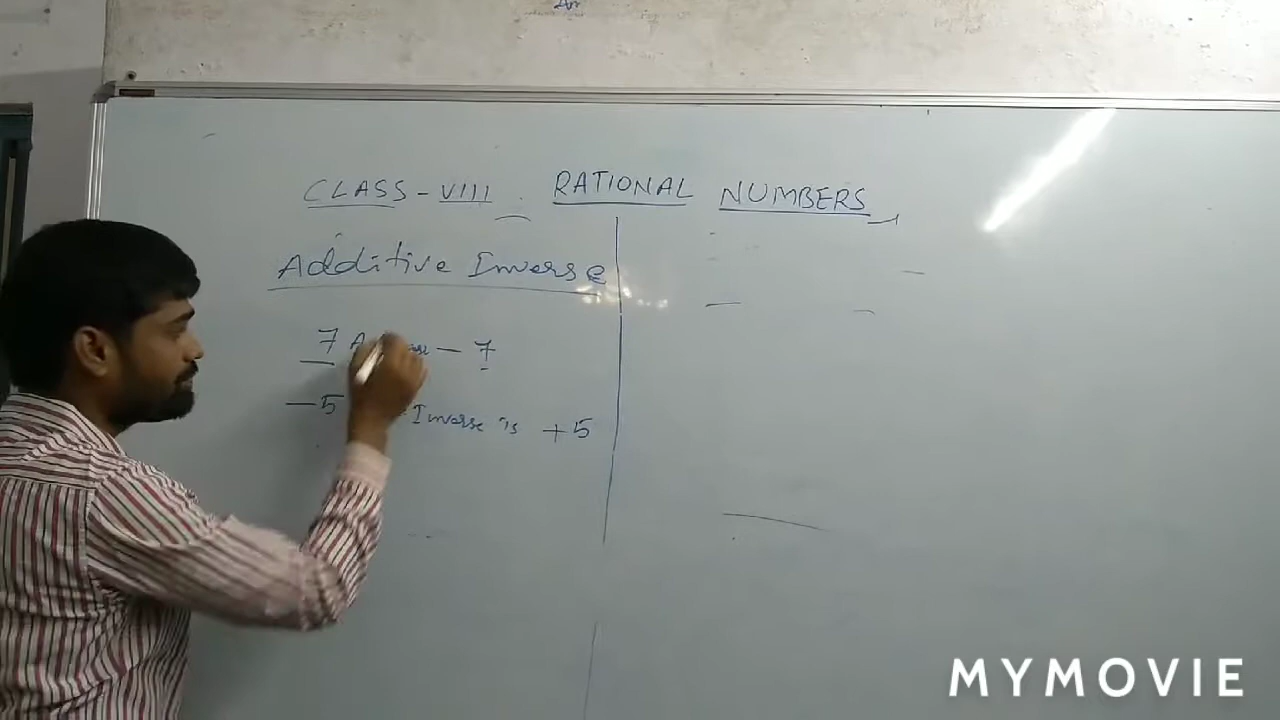 CLASS-VIII RATIONAL NUMBERS
Additive Inverse
7 - 7
-5 Inverse is +5
MYMOVIE